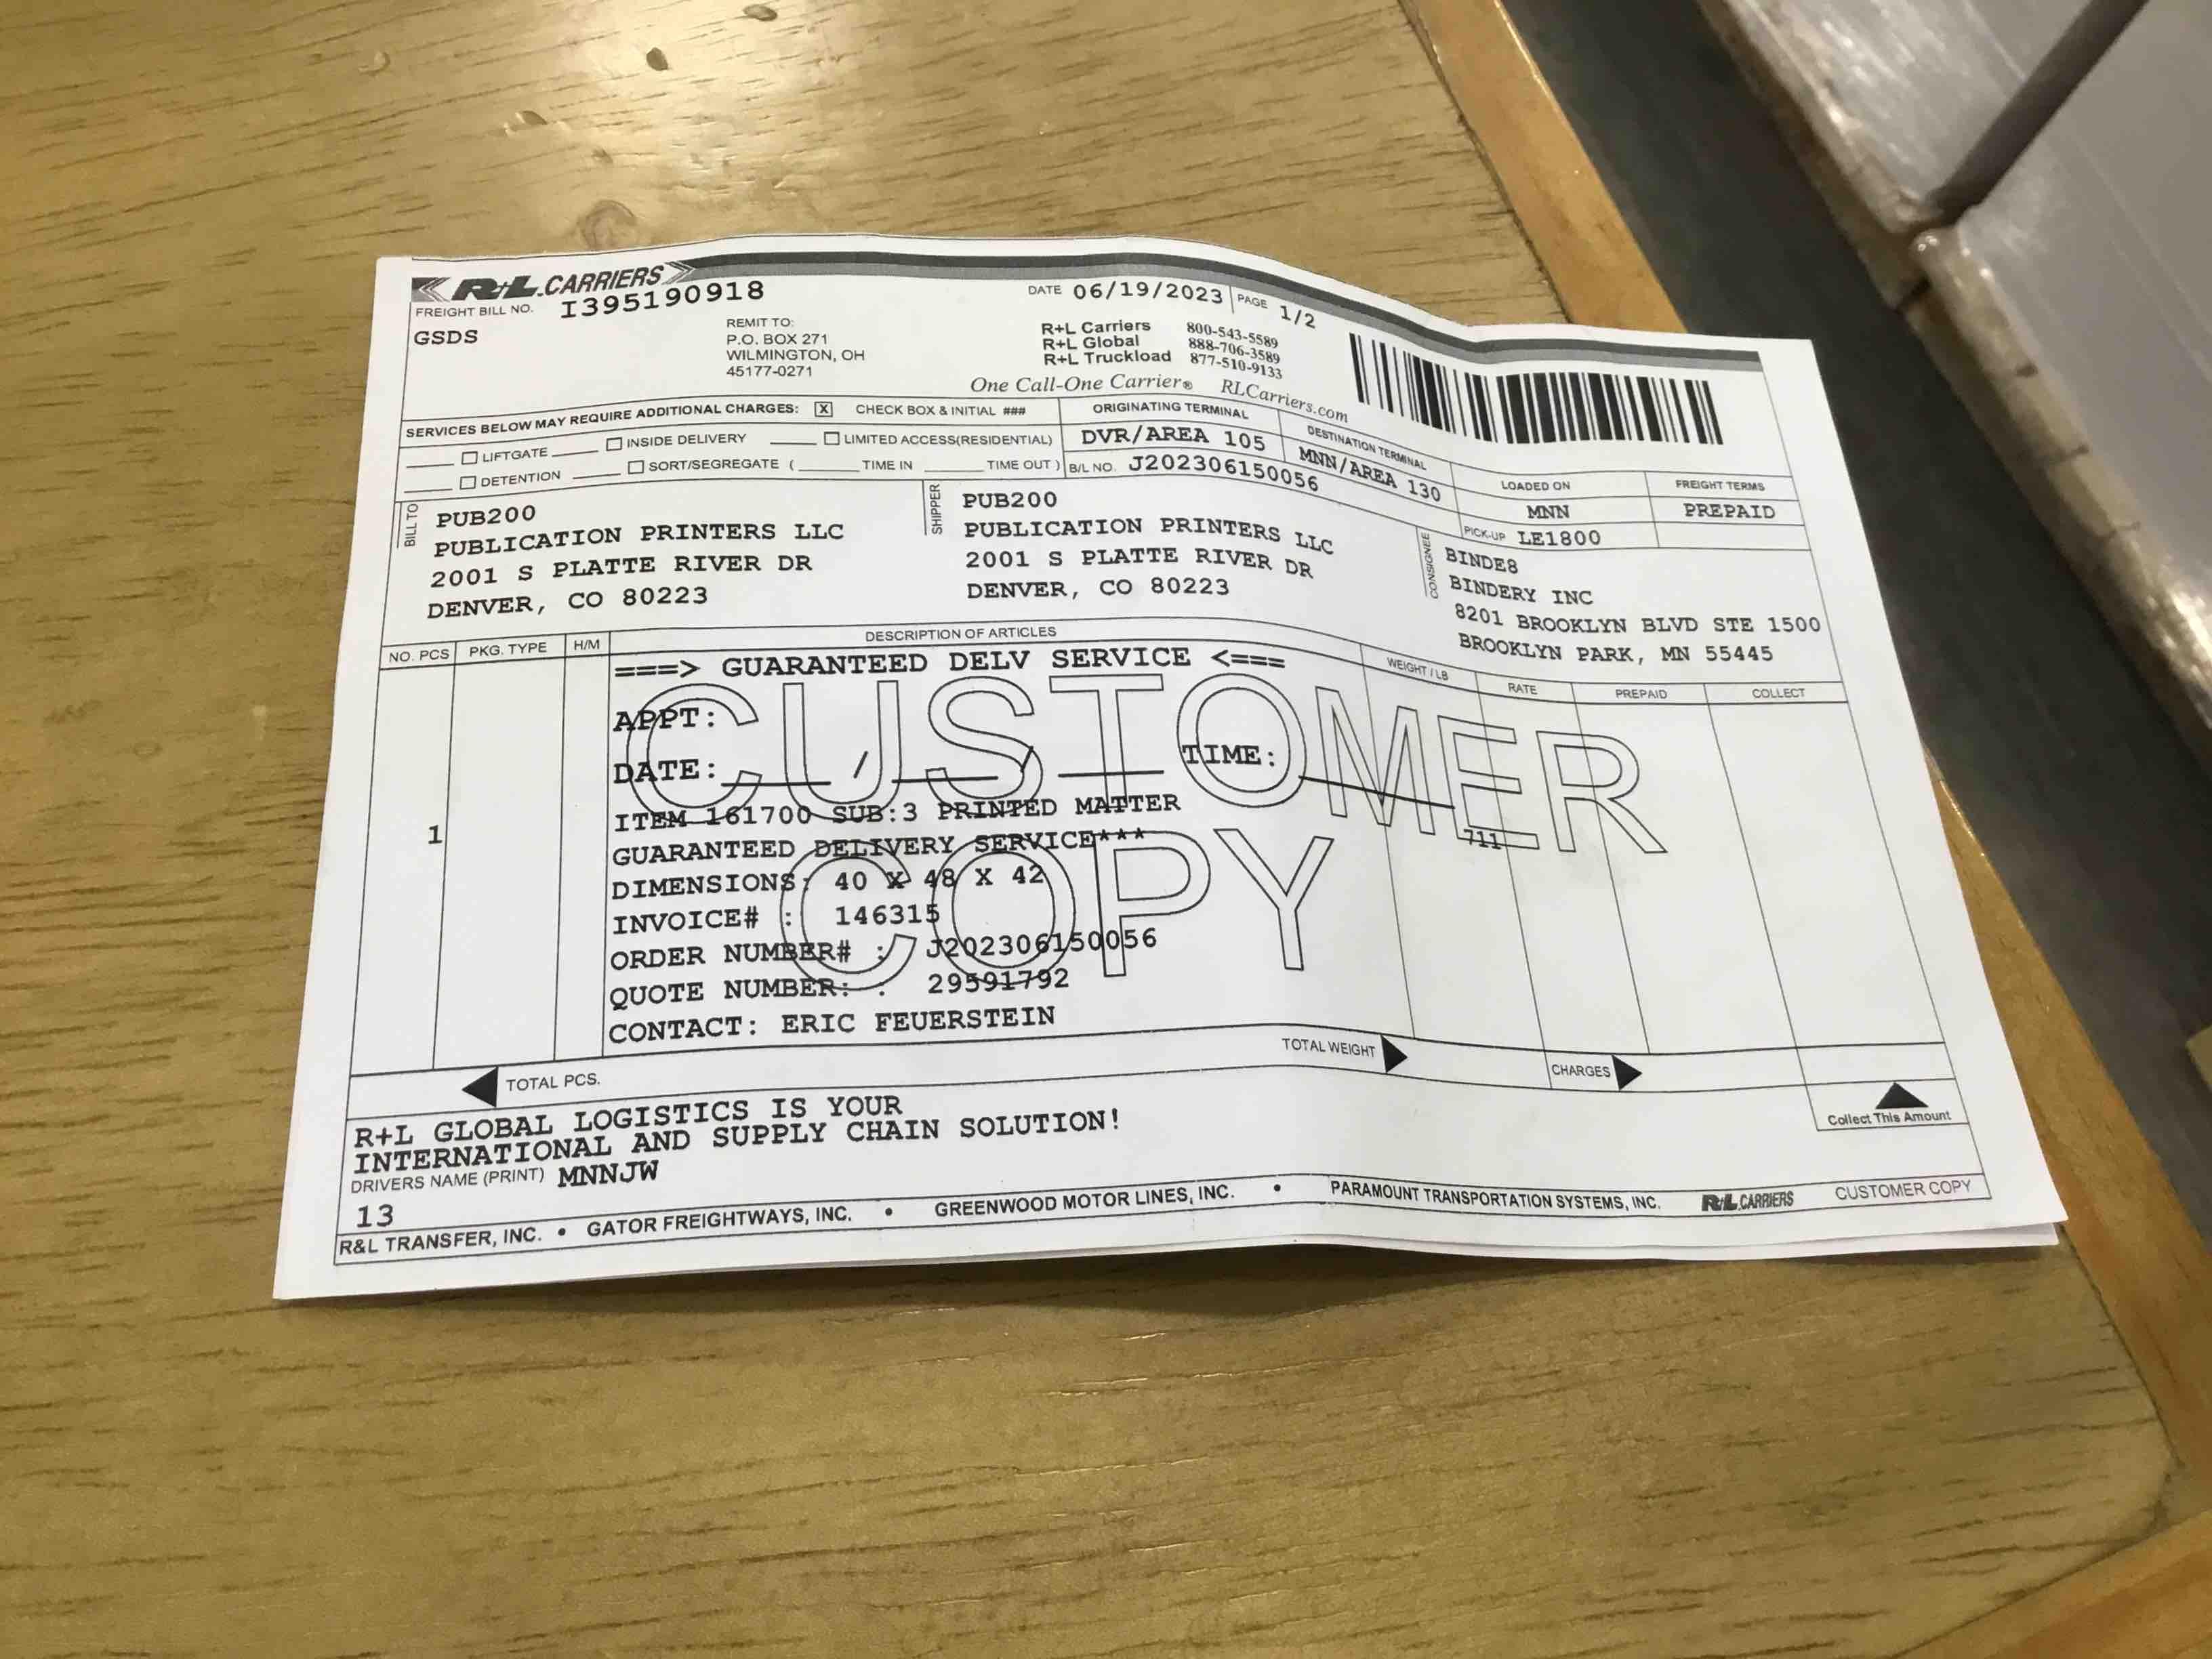 R+L CARRIERS
FREIGHT BILL NO. I395190918
DATE 06/19/2023 PAGE 1/2
GSDS
REMIT TO:
P.O. BOX 271
WILMINGTON, OH
45177-0271
R+L Carriers 800-543-5589
R+L Global 888-706-3589
R+L Truckload 877-510-9133
One Call-One Carrier® RLCarriers.com
SERVICES BELOW MAY REQUIRE ADDITIONAL CHARGES: X CHECK BOX & INITIAL ###
LIFTGATE INSIDE DELIVERY LIMITED ACCESS(RESIDENTIAL)
DETENTION SORT/SEGREGATE ( TIME IN TIME OUT )
ORIGINATING TERMINAL
DVR/AREA 105
DESTINATION TERMINAL
MNN/AREA 130
B/L NO. J202306150056
LOADED ON
MNN
FREIGHT TERMS
PREPAID
PICK-UP LE1800
BILL TO
PUB200
PUBLICATION PRINTERS LLC
2001 S PLATTE RIVER DR
DENVER, CO 80223
SHIPPER
PUB200
PUBLICATION PRINTERS LLC
2001 S PLATTE RIVER DR
DENVER, CO 80223
CONSIGNEE
BINDE8
BINDERY INC
8201 BROOKLYN BLVD STE 1500
BROOKLYN PARK, MN 55445
NO. PCS PKG. TYPE H/M DESCRIPTION OF ARTICLES WEIGHT / LB RATE PREPAID COLLECT
===> GUARANTEED DELV SERVICE <===
APPT:
DATE: / / TIME:
ITEM 161700 SUB:3 PRINTED MATTER
1 711
GUARANTEED DELIVERY SERVICE***
DIMENSIONS: 40 X 48 X 42
INVOICE# : 146315
ORDER NUMBER# : J202306150056
QUOTE NUMBER: : 29591792
CONTACT: ERIC FEUERSTEIN
CUSTOMER
COPY
TOTAL PCS. TOTAL WEIGHT CHARGES
Collect This Amount
R+L GLOBAL LOGISTICS IS YOUR
INTERNATIONAL AND SUPPLY CHAIN SOLUTION!
DRIVERS NAME (PRINT) MNNJW
13
R&L TRANSFER, INC. • GATOR FREIGHTWAYS, INC. • GREENWOOD MOTOR LINES, INC. • PARAMOUNT TRANSPORTATION SYSTEMS, INC. R+L CARRIERS CUSTOMER COPY